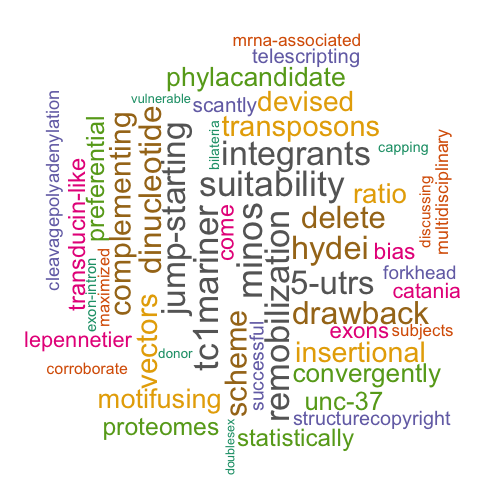 mrna-associated
telescripting
phylacandidate
vulnerable
scantly
devised
transposons
cleavagepolyadenylation
preferential
complementing
dinucleotide
jump-starting
bilateria
integrants
capping
multidisciplinary
discussing
suitability
transducin-like
tc1mariner
come
minos
ratio
delete
hydei
bias
exon-intron
maximized
remobilization
5-utrs
forkhead
catania
lepennetier
vectors
donor
scheme
successful
drawback
exons
subjects
corroborate
insertional
convergently
motifusing
unc-37
proteomes
doublesex
structurecopyright
statistically